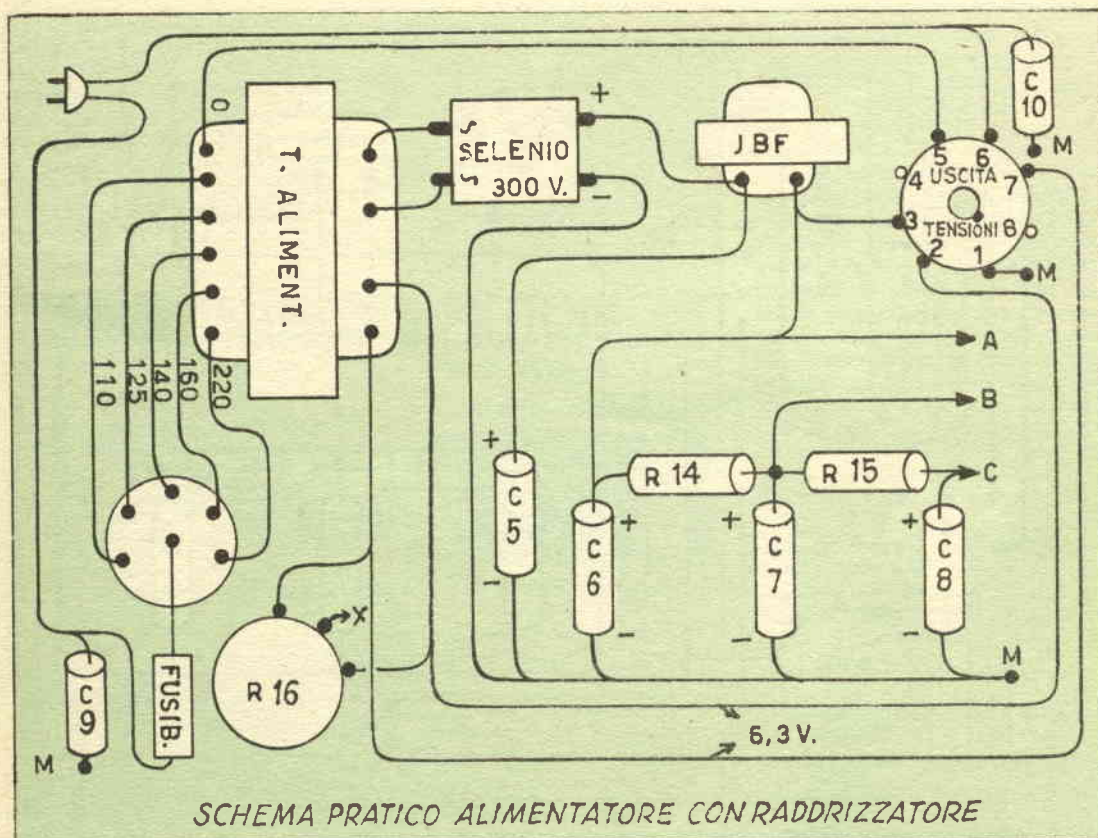 0
T. ALIMENT.
110
125
140
160
220
~
SELENIO
~ 300 V.
+
-
JBF
C
10
M
5 6
4 USCITA 7
3 TENSIONI 8
2 1
M
A
B
C
R 14
R 15
+
C
5
-
+
C
6
-
+
C
7
-
+
C
8
-
M
X
R 16
C
9
M
FUSIB.
6,3 V.
SCHEMA PRATICO ALIMENTATORE CON RADDRIZZATORE